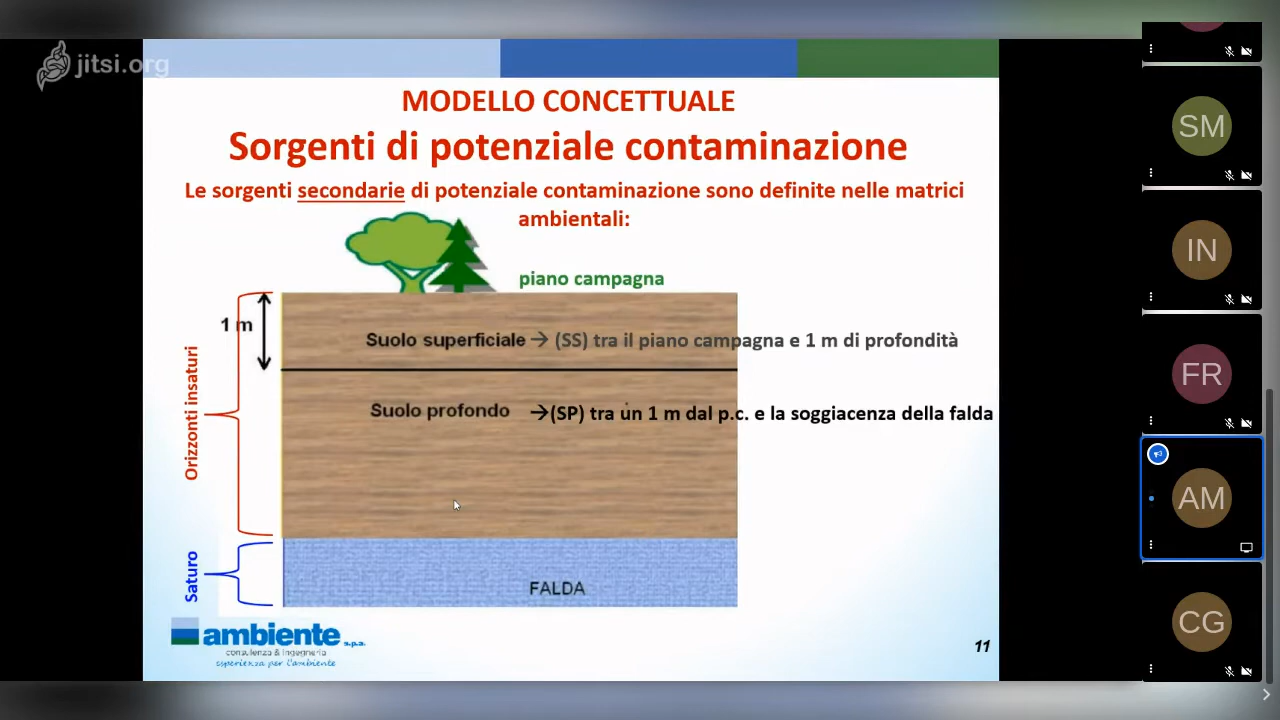 jitsi.org
MODELLO CONCETTUALE
Sorgenti di potenziale contaminazione
Le sorgenti secondarie di potenziale contaminazione sono definite nelle matrici
ambientali:
piano campagna
1 m
Suolo superficiale → (SS) tra il piano campagna e 1 m di profondità
Orizzonti insaturi
Suolo profondo →(SP) tra un 1 m dal p.c. e la soggiacenza della falda
Saturo
FALDA
ambiente s.p.a.
consulenza & ingegneria
esperienza per l'ambiente
11
SM
IN
FR
AM
CG